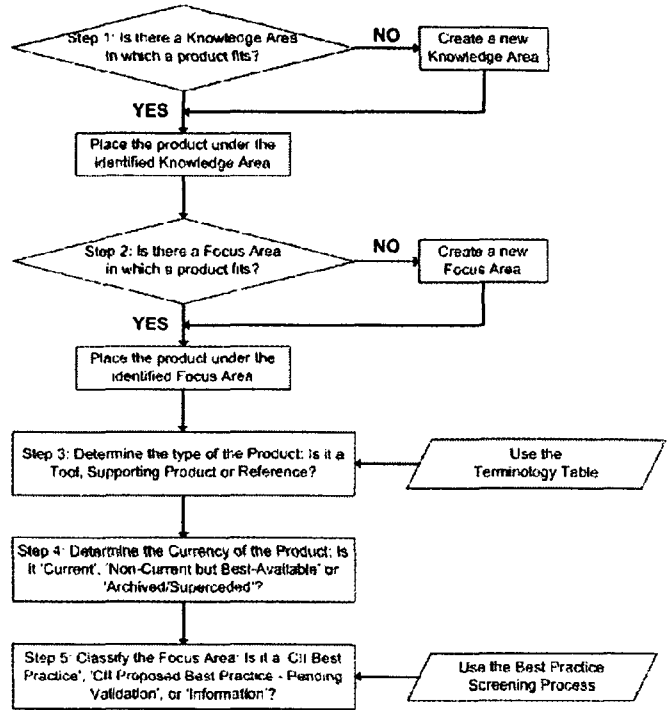 Step 1: Is there a Knowledge Area
in which a product fits?
NO
Create a new
Knowledge Area
YES
Place the product under the
identified Knowledge Area
Step 2: Is there a Focus Area
in which a product fits?
NO
Create a new
Focus Area
YES
Place the product under the
identified Focus Area
Step 3: Determine the type of the Product: Is it a
Tool, Supporting Product or Reference?
Use the
Terminology Table
Step 4: Determine the Currency of the Product: Is
it 'Current', 'Non-Current but Best-Available' or
'Archived/Superceded'?
Step 5: Classify the Focus Area: Is it a 'CII Best
Practice', 'CII Proposed Best Practice - Pending
Validation', or 'Information'?
Use the Best Practice
Screening Process